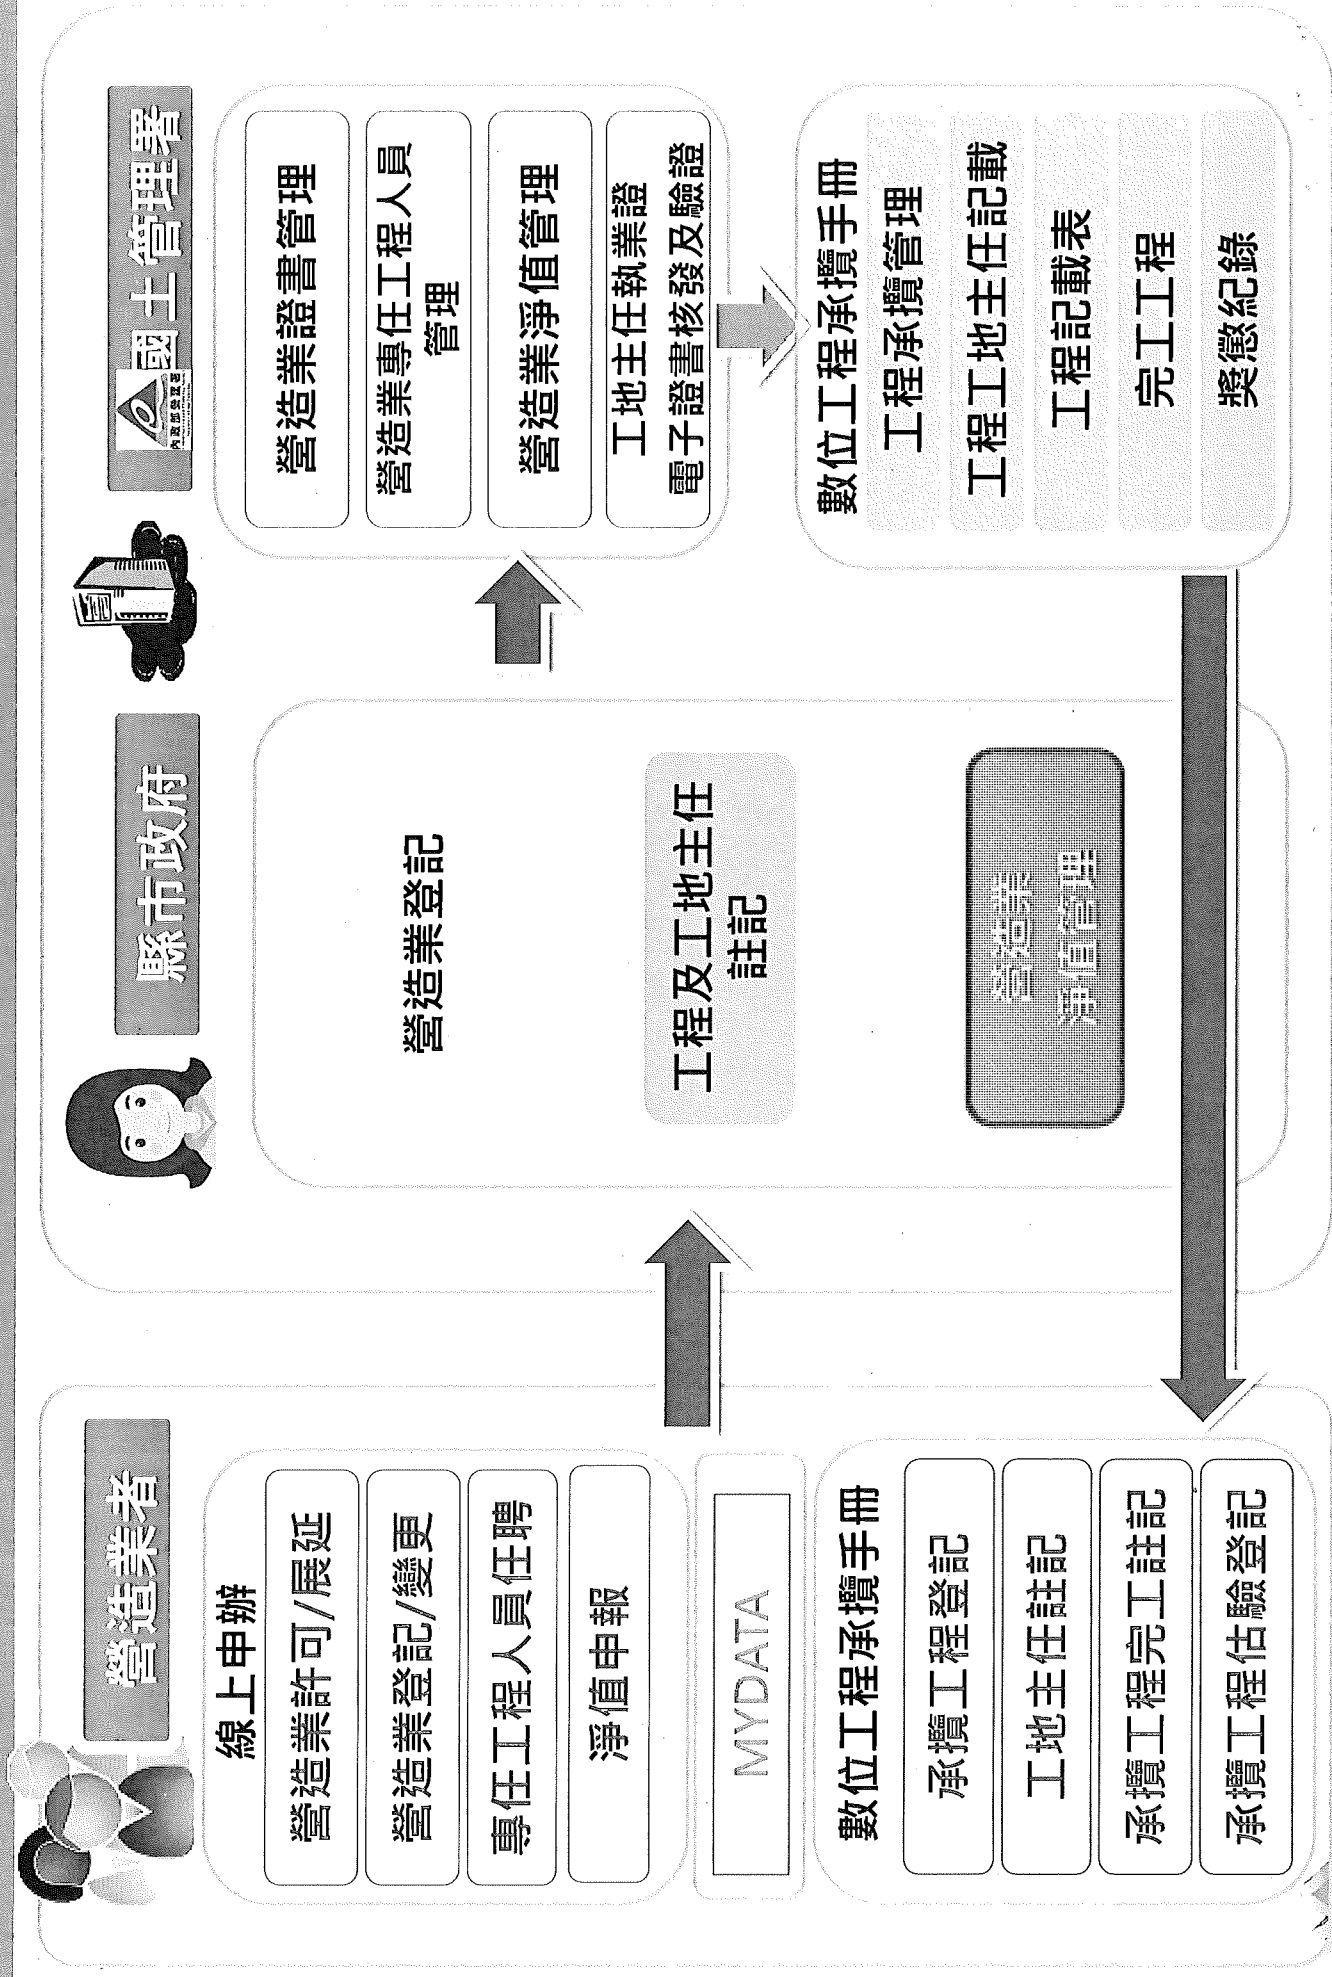 營造業者
線上申辦
營造業許可/展延
營造業登記/變更
專任工程人員任聘
淨值申報
MYDATA
數位工程承攬手冊
承攬工程登記
工地主任註記
承攬工程完工註記
承攬工程估驗登記
縣市政府
營造業登記
工程及工地主任
註記
營造業
淨值管理
內政部營建署
國土管理署
營造業證書管理
營造業專任工程人員
管理
營造業淨值管理
工地主任執業證
電子證書核發及驗證
數位工程承攬手冊
工程承攬管理
工程工地主任記載
工程記載表
完工工程
獎懲紀錄